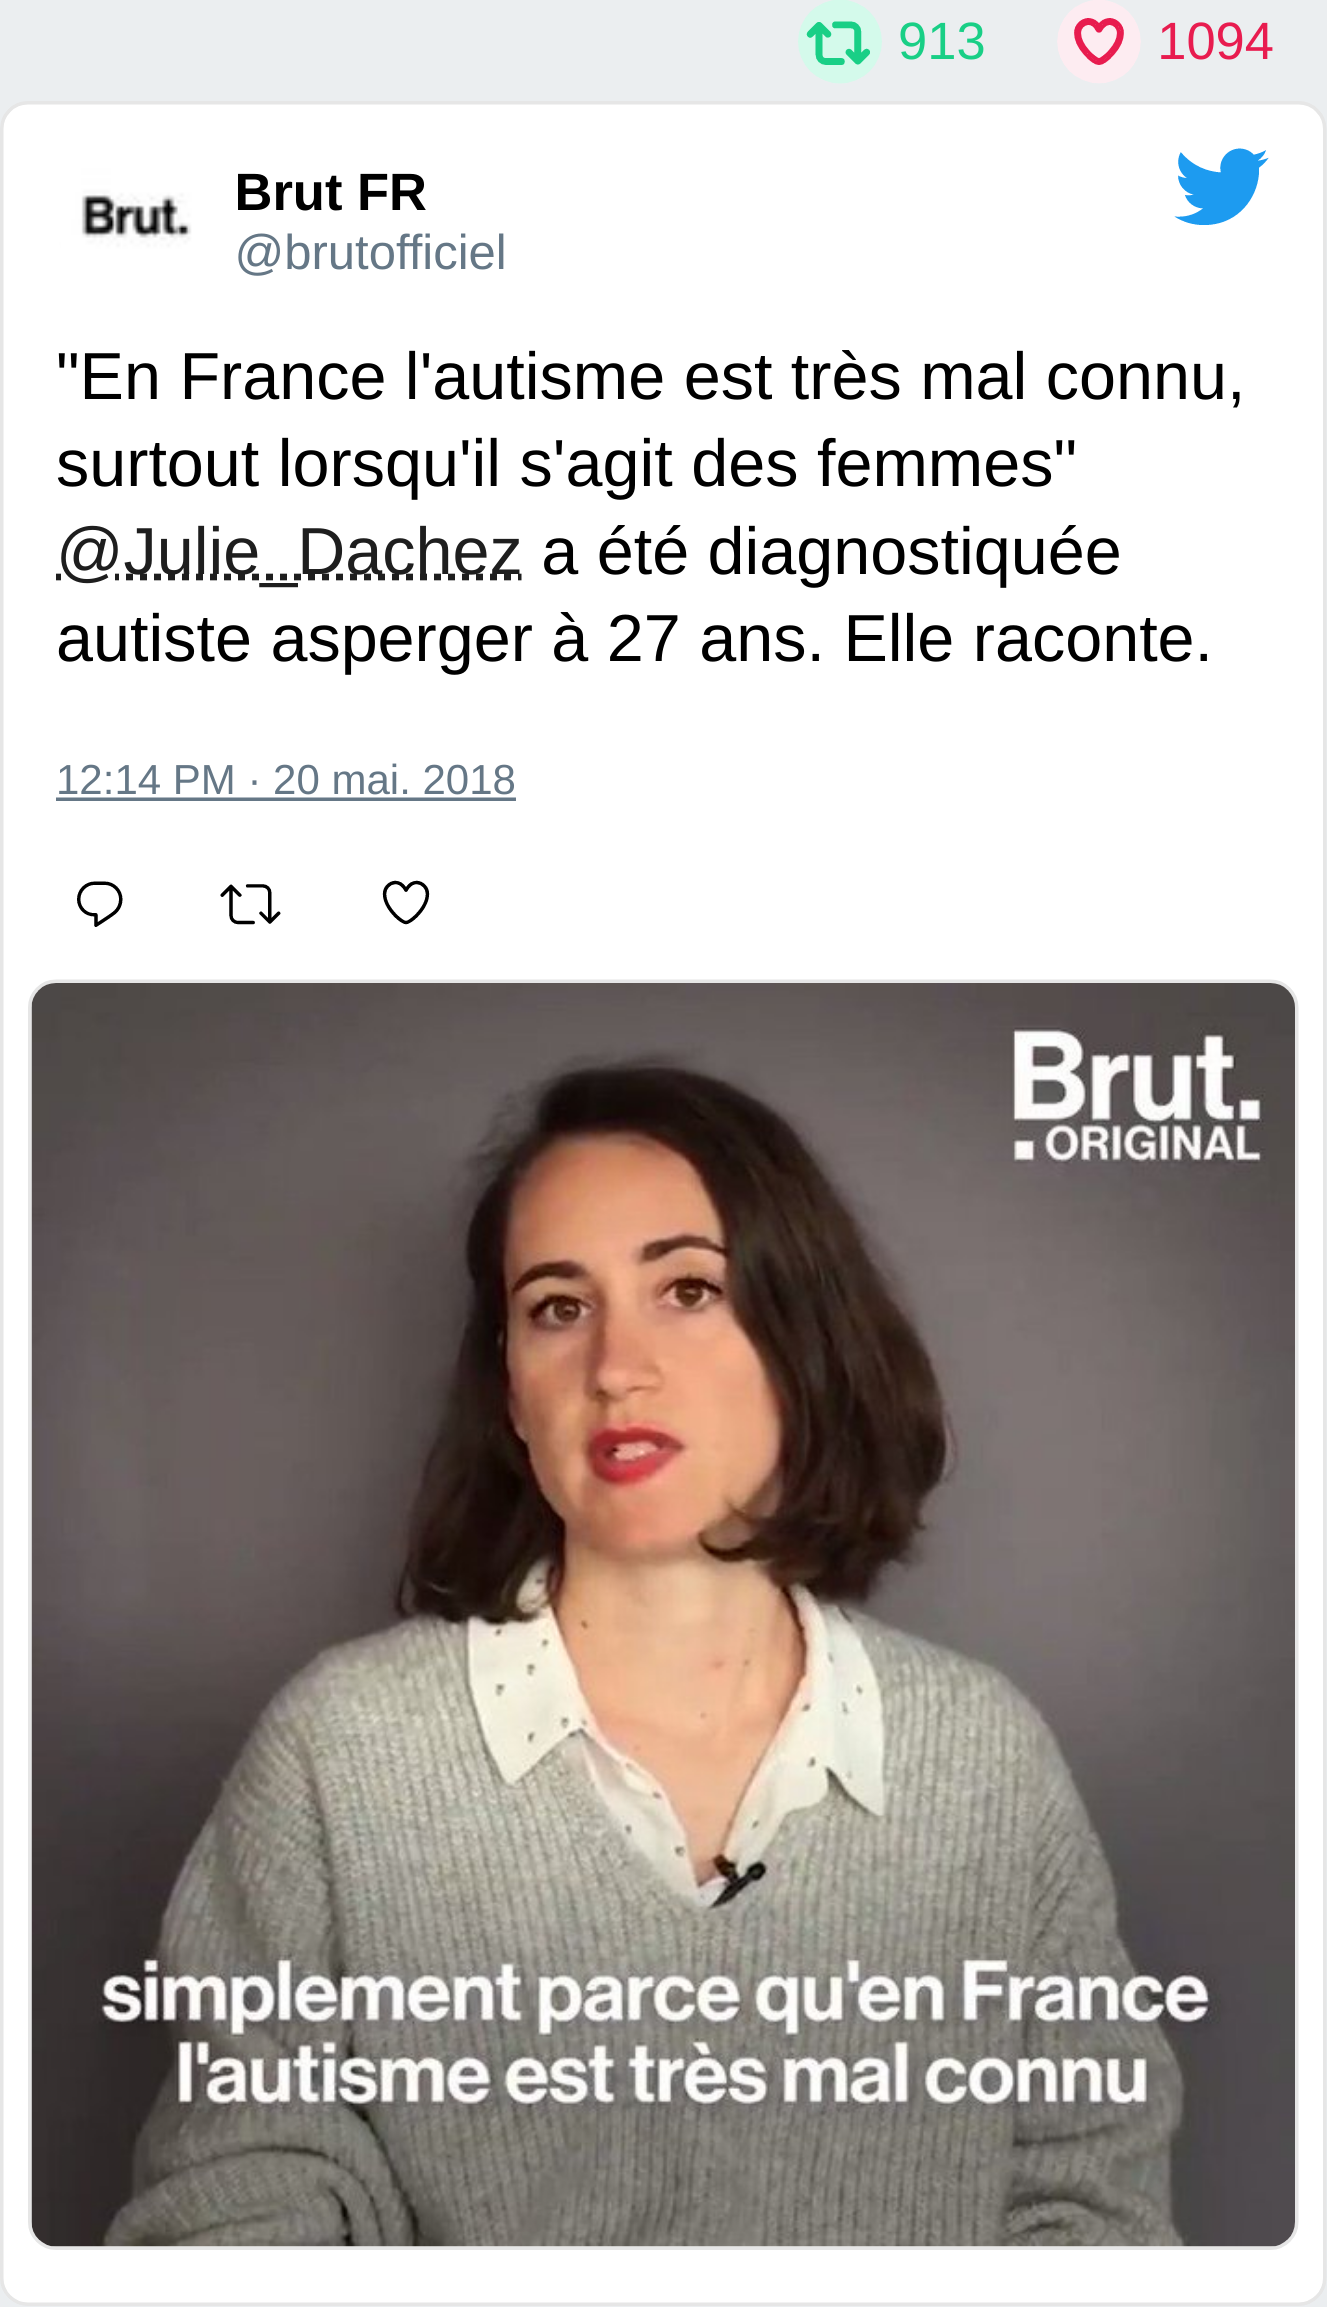 913 1094
Brut.
Brut FR
@brutofficiel
"En France l'autisme est très mal connu,
surtout lorsqu'il s'agit des femmes"
@Julie_Dachez a été diagnostiquée
autiste asperger à 27 ans. Elle raconte.
12:14 PM · 20 mai. 2018
Brut.
ORIGINAL
simplement parce qu'en France
l'autisme est très mal connu